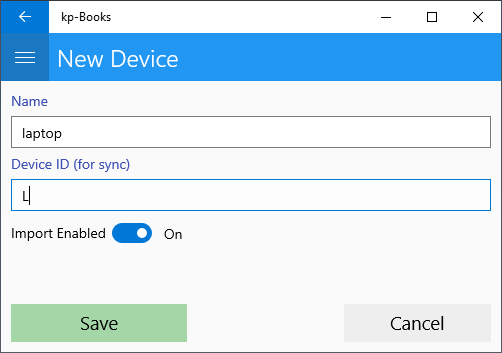 kp-Books
New Device
Name
laptop
Device ID (for sync)
L
Import Enabled On
Save Cancel